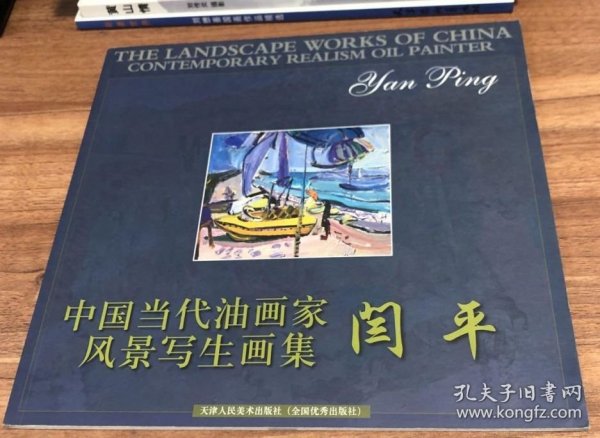 THE LANDSCAPE WORKS OF CHINA
CONTEMPORARY REALISM OIL PAINTER
Yan Ping
中国当代油画家
风景写生画集
闫平
天津人民美术出版社(全国优秀出版社)
孔夫子旧书网
www.kongfz.com